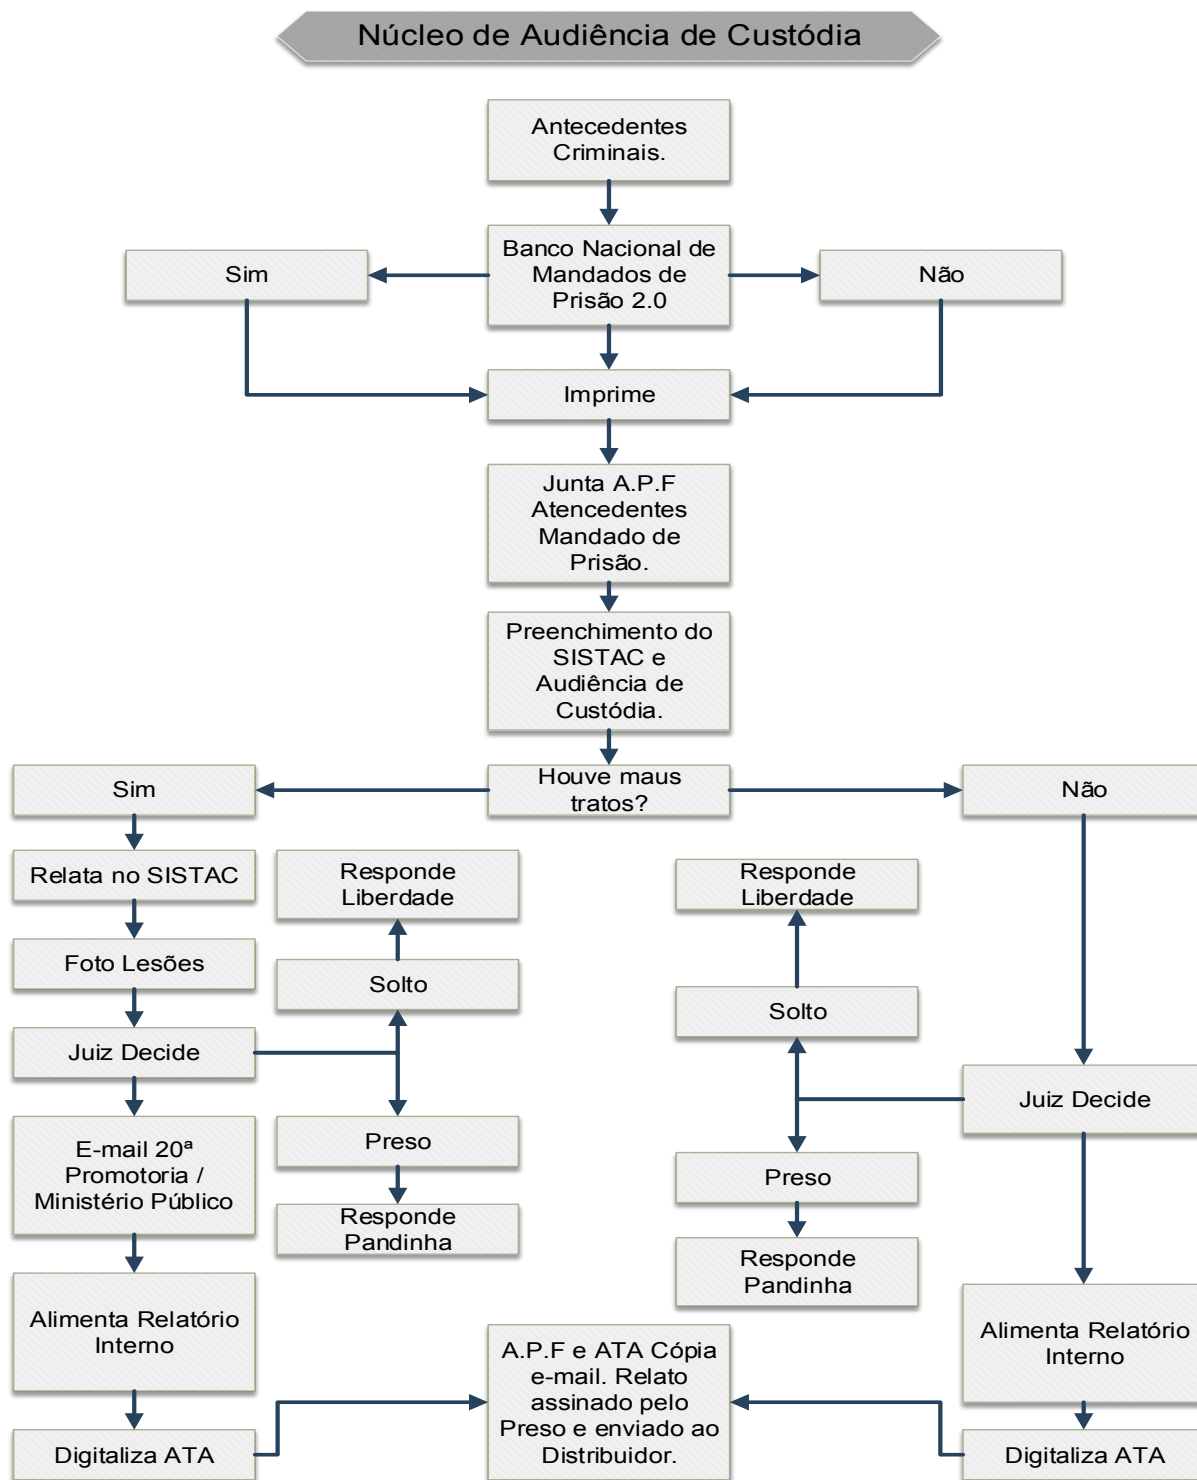 Núcleo de Audiência de Custódia
Antecedentes
Criminais.
Banco Nacional de
Mandados de
Prisão 2.0
Sim
Não
Imprime
Junta A.P.F
Atencedentes
Mandado de
Prisão.
Preenchimento do
SISTAC e
Audiência de
Custódia.
Houve maus
tratos?
Sim
Não
Relata no SISTAC
Foto Lesões
Juiz Decide
Responde
Liberdade
Solto
Preso
Responde
Pandinha
E-mail 20ª
Promotoria /
Ministério Público
Alimenta Relatório
Interno
Digitaliza ATA
Responde
Liberdade
Solto
Juiz Decide
Preso
Responde
Pandinha
Alimenta Relatório
Interno
Digitaliza ATA
A.P.F e ATA Cópia
e-mail. Relato
assinado pelo
Preso e enviado ao
Distribuidor.